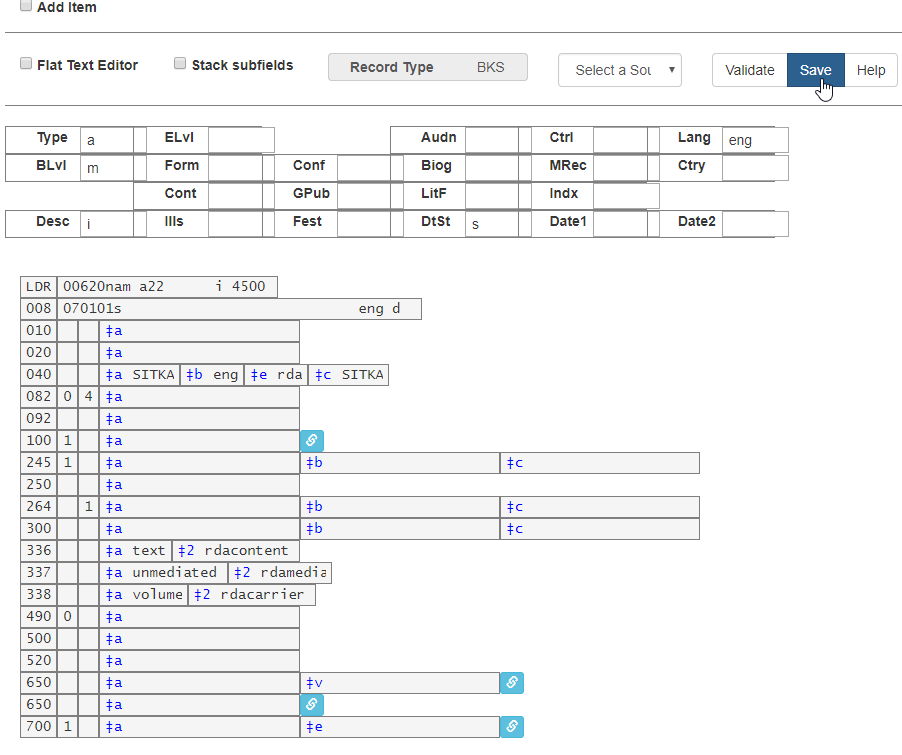 Add Item
Flat Text Editor Stack subfields Record Type BKS Select a Sou Validate Save Help
Type a ELvl Audn Ctrl Lang eng
BLvl m Form Conf Biog MRec Ctry
Cont GPub LitF Indx
Desc i Ills Fest DtSt s Date1 Date2
LDR 00620nam a22 i 4500
008 070101s eng d
010 ‡a
020 ‡a
040 ‡a SITKA ‡b eng ‡e rda ‡c SITKA
082 0 4 ‡a
092 ‡a
100 1 ‡a
245 1 ‡a ‡b ‡c
250 ‡a
264 1 ‡a ‡b ‡c
300 ‡a ‡b ‡c
336 ‡a text ‡2 rdacontent
337 ‡a unmediated ‡2 rdamedia
338 ‡a volume ‡2 rdacarrier
490 0 ‡a
500 ‡a
520 ‡a
650 ‡a ‡v
650 ‡a
700 1 ‡a ‡e